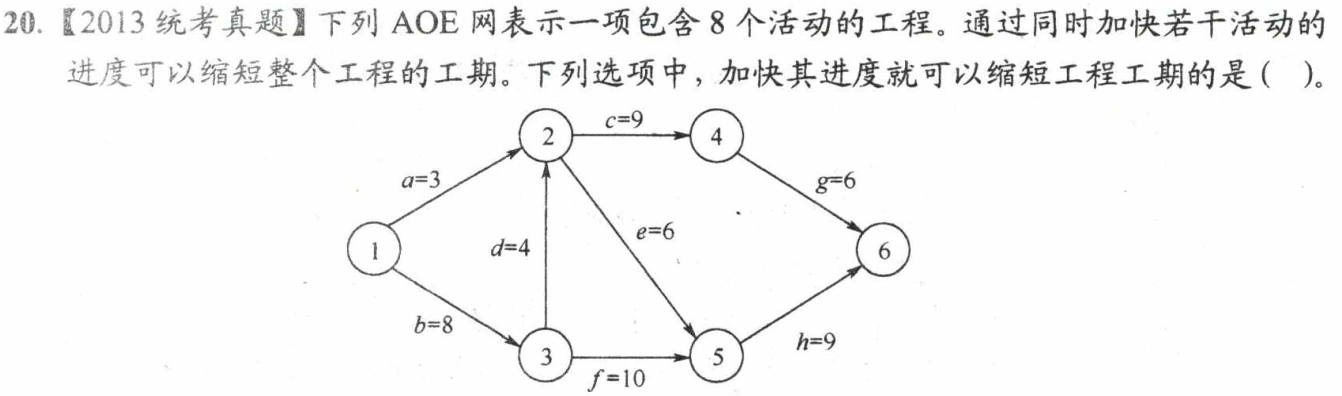 20.【2013 统考真题】下列 AOE 网表示一项包含 8 个活动的工程。通过同时加快若干活动的
进度可以缩短整个工程的工期。下列选项中，加快其进度就可以缩短工程工期的是（ ）。
c=9
2
4
a=3
g=6
1
d=4
e=6
6
b=8
h=9
3
5
f=10